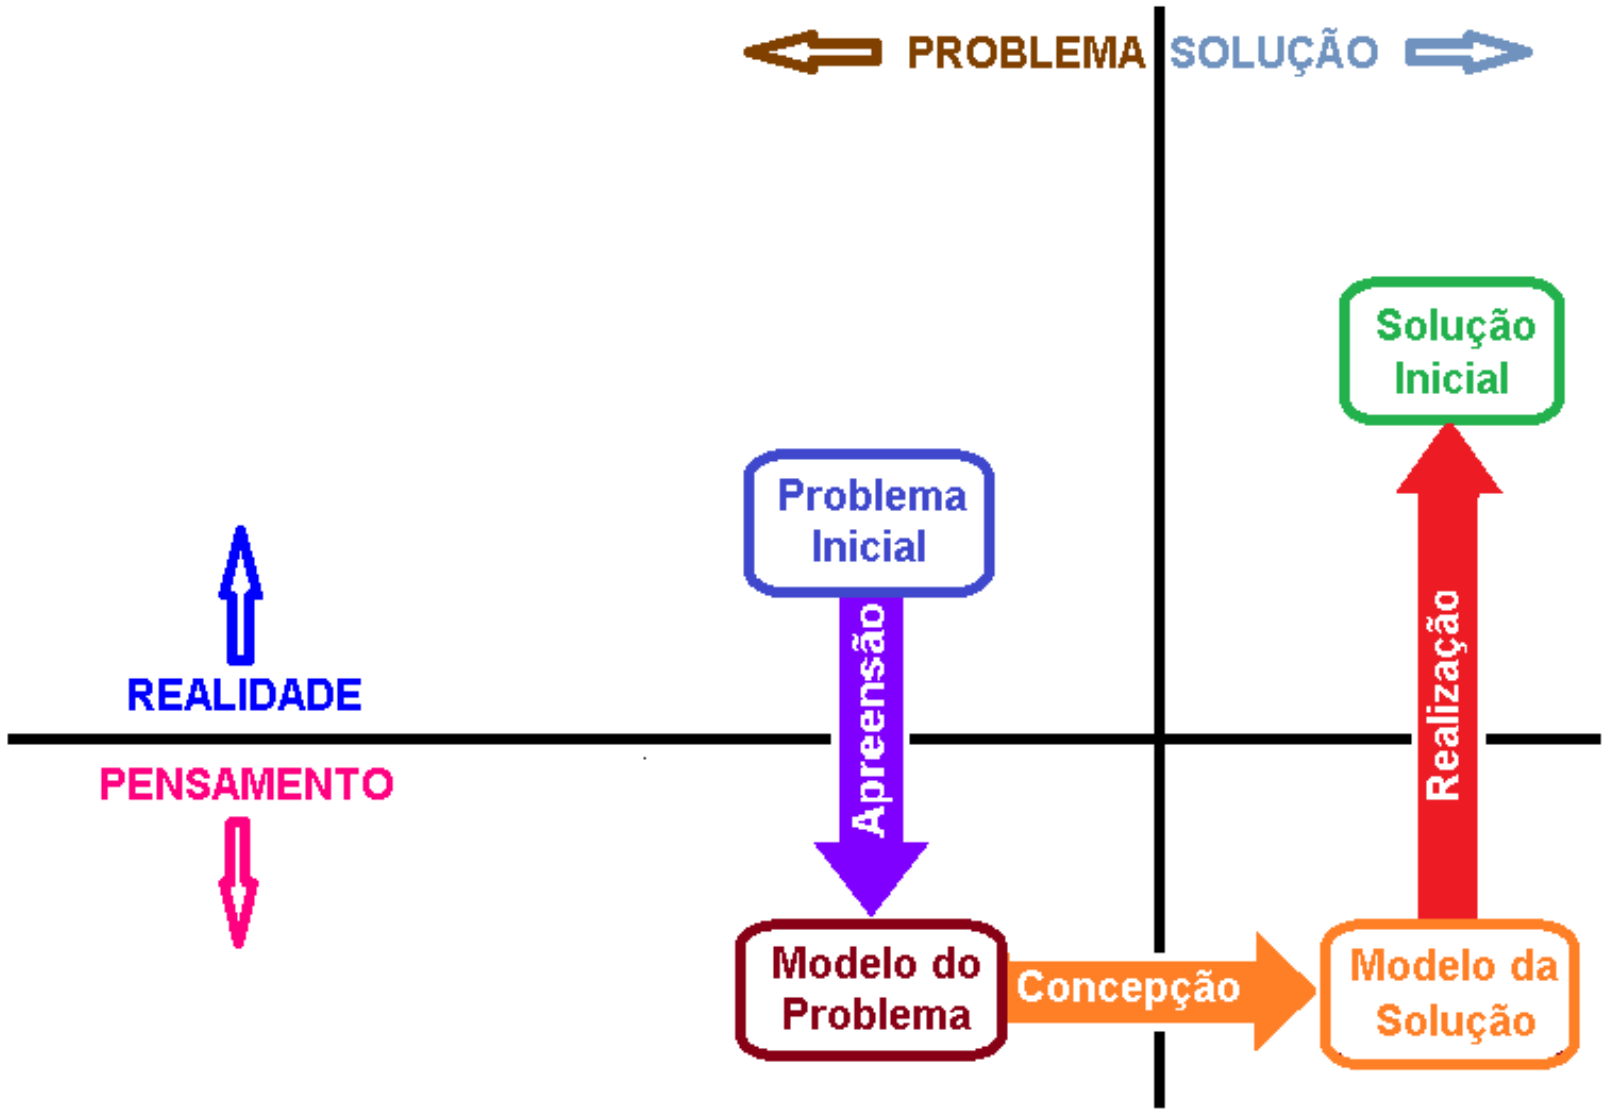 PROBLEMA SOLUÇÃO
Solução
Inicial
Problema
Inicial
Apreensão
Realização
REALIDADE
PENSAMENTO
Modelo do
Problema
Concepção
Modelo da
Solução